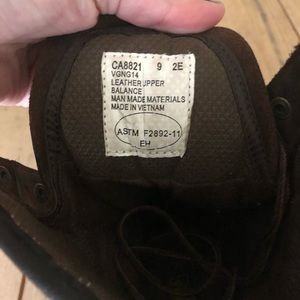 CA8821 9 2E
VGNG14
LEATHER UPPER
BALANCE
MAN MADE MATERIALS
MADE IN VIETNAM
ASTM F2892-11
EH